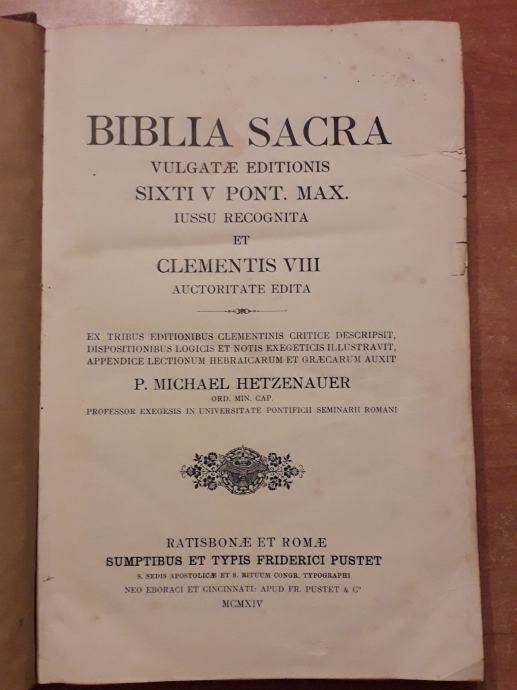 BIBLIA SACRA
VULGATÆ EDITIONIS
SIXTI V PONT. MAX.
IUSSU RECOGNITA
ET
CLEMENTIS VIII
AUCTORITATE EDITA
EX TRIBUS EDITIONIBUS CLEMENTINIS CRITICE DESCRIPSIT,
DISPOSITIONIBUS LOGICIS ET NOTIS EXEGETICIS ILLUSTRAVIT,
APPENDICE LECTIONUM HEBRAICARUM ET GRÆCARUM AUXIT
P. MICHAEL HETZENAUER
ORD. MIN. CAP.
PROFESSOR EXEGESIS IN UNIVERSITATE PONTIFICII SEMINARII ROMANI
RATISBONÆ ET ROMÆ
SUMPTIBUS ET TYPIS FRIDERICI PUSTET
S. SEDIS APOSTOLICÆ ET S. RITUUM CONGR. TYPOGRAPHI
NEO EBORACI ET CINCINNATI: APUD FR. PUSTET & Cº
MCMXIV